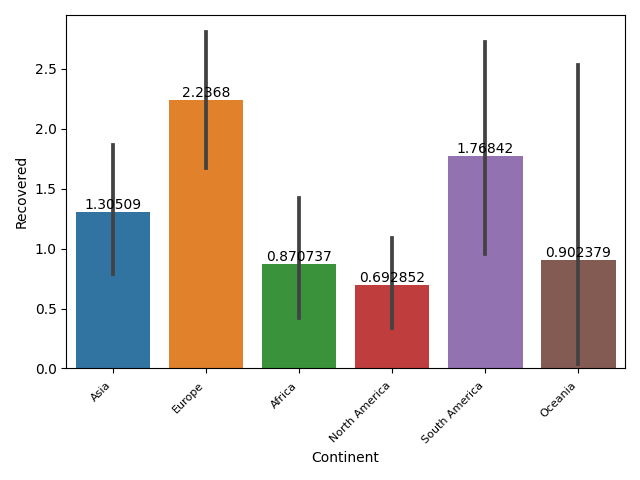 2.5
2.0
1.5
1.0
0.5
0.0
Recovered
1.30509
2.2368
0.870737
0.692852
1.76842
0.902379
Asia
Europe
Africa
North America
South America
Oceania
Continent